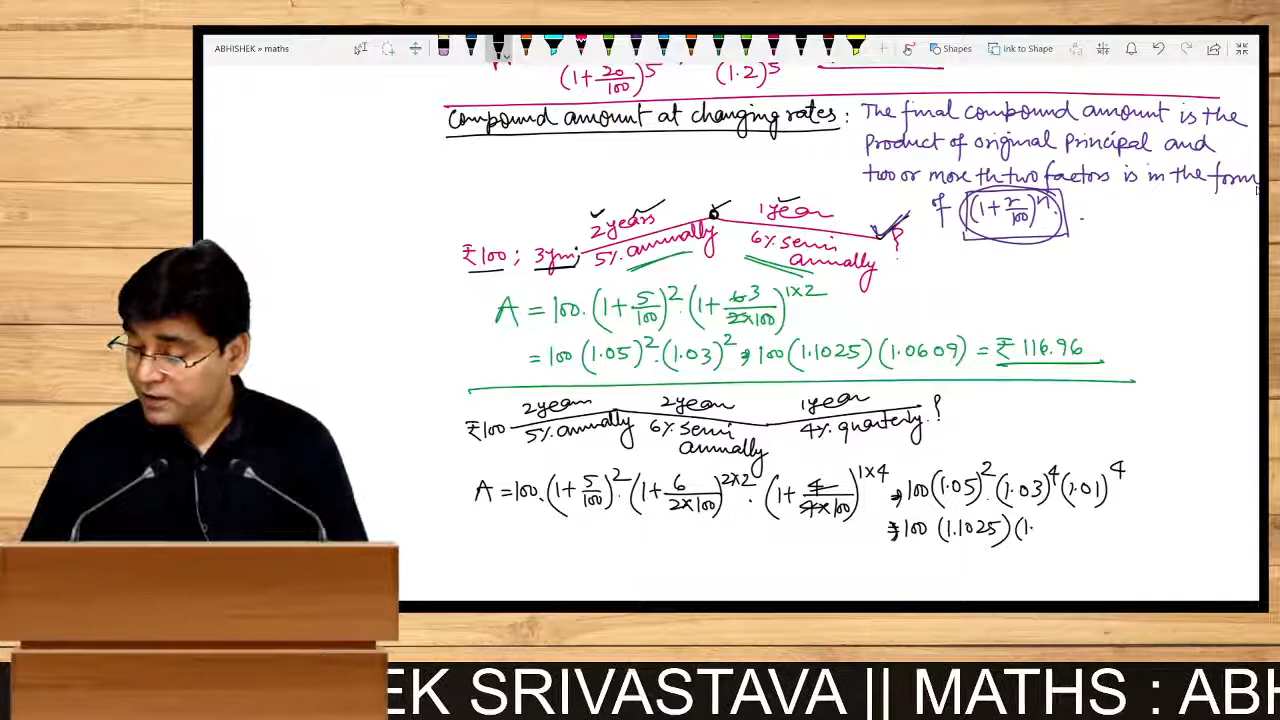 ABHISHEK » maths
Shapes
Ink to Shape
(1+20/100)^5
(1.2)^5
Compound amount at changing rates : The final compound amount is the
product of original principal and
too or more th two factors is in the form
of (1+r/100)^n.
₹100 ; 3yrs; 2 years 5% annually 1 year 6% semi annually ?
A = 100.(1+5/100)^2.(1+6 3/2×100)^1×2
= 100 (1.05)^2.(1.03)^2 → 100 (1.1025)(1.0609) = ₹ 116.96
₹100 2 years 5% annually 2 year 6% semi annually 1 year 4% quarterly ?
A = 100.(1+5/100)^2.(1+6/2×100)^2×2.(1+4/4×100)^1×4 → 100 (1.05)^2.(1.03)^4(1.01)^4
→ 100 (1.1025)(1.
EK SRIVASTAVA || MATHS : AB